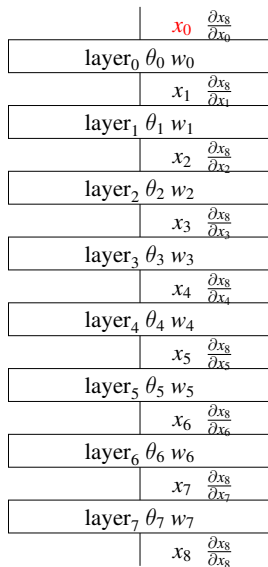 x₀ ∂x₈/∂x₀
layer₀ θ₀ w₀
x₁ ∂x₈/∂x₁
layer₁ θ₁ w₁
x₂ ∂x₈/∂x₂
layer₂ θ₂ w₂
x₃ ∂x₈/∂x₃
layer₃ θ₃ w₃
x₄ ∂x₈/∂x₄
layer₄ θ₄ w₄
x₅ ∂x₈/∂x₅
layer₅ θ₅ w₅
x₆ ∂x₈/∂x₆
layer₆ θ₆ w₆
x₇ ∂x₈/∂x₇
layer₇ θ₇ w₇
x₈ ∂x₈/∂x₈